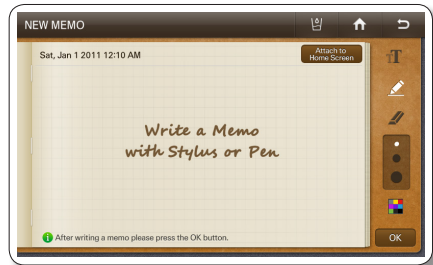 NEW MEMO
Sat, Jan 1 2011 12:10 AM
Attach to
Home Screen
T
Write a Memo
with Stylus or Pen
After writing a memo please press the OK button.
OK